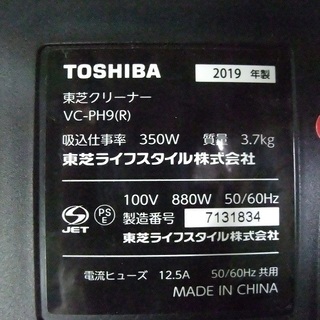 TOSHIBA 2019 年製
東芝クリーナー
VC-PH9(R)
吸込仕事率 350W 質量 3.7kg
東芝ライフスタイル株式会社
100V 880W 50/60Hz
JET PSE 製造番号 7131834
東芝ライフスタイル株式会社
電流ヒューズ 12.5A 50/60Hz 共用
MADE IN CHINA